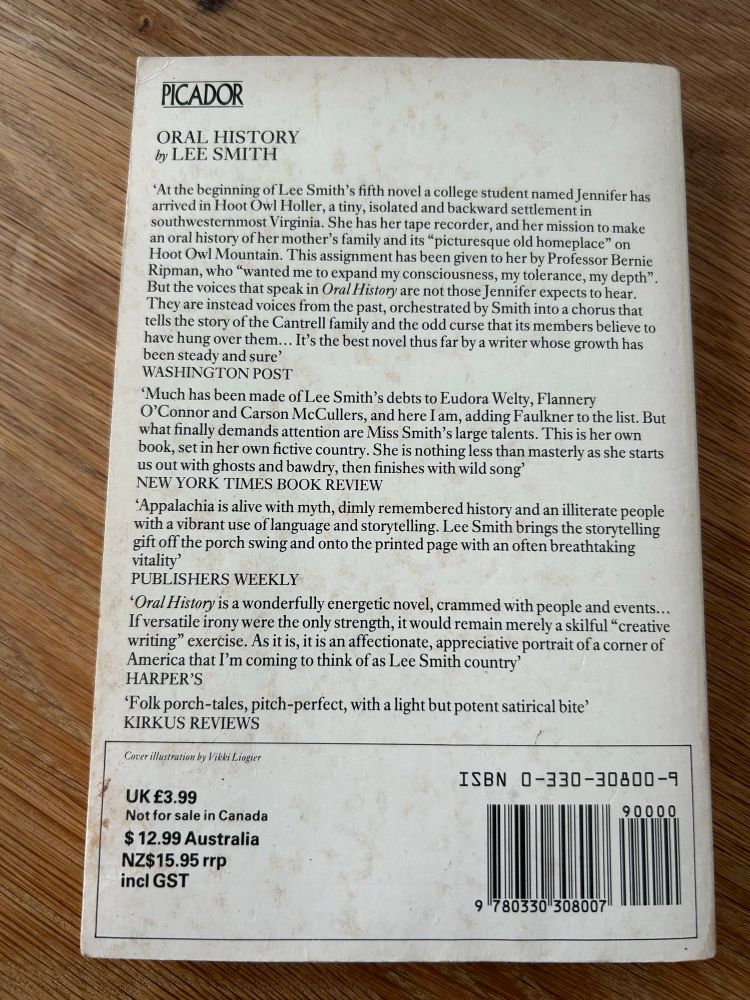 PICADOR
ORAL HISTORY
by LEE SMITH
‘At the beginning of Lee Smith’s fifth novel a college student named Jennifer has
arrived in Hoot Owl Holler, a tiny, isolated and backward settlement in
southwesternmost Virginia. She has her tape recorder, and her mission to make
an oral history of her mother’s family and its “picturesque old homeplace” on
Hoot Owl Mountain. This assignment has been given to her by Professor Bernie
Ripman, who “wanted me to expand my consciousness, my tolerance, my depth”.
But the voices that speak in Oral History are not those Jennifer expects to hear.
They are instead voices from the past, orchestrated by Smith into a chorus that
tells the story of the Cantrell family and the odd curse that its members believe to
have hung over them... It’s the best novel thus far by a writer whose growth has
been steady and sure’
WASHINGTON POST
‘Much has been made of Lee Smith’s debts to Eudora Welty, Flannery
O’Connor and Carson McCullers, and here I am, adding Faulkner to the list. But
what finally demands attention are Miss Smith’s large talents. This is her own
book, set in her own fictive country. She is nothing less than masterly as she starts
us out with ghosts and bawdry, then finishes with wild song’
NEW YORK TIMES BOOK REVIEW
‘Appalachia is alive with myth, dimly remembered history and an illiterate people
with a vibrant use of language and storytelling. Lee Smith brings the storytelling
gift off the porch swing and onto the printed page with an often breathtaking
vitality’
PUBLISHERS WEEKLY
‘Oral History is a wonderfully energetic novel, crammed with people and events...
If versatile irony were the only strength, it would remain merely a skilful “creative
writing” exercise. As it is, it is an affectionate, appreciative portrait of a corner of
America that I’m coming to think of as Lee Smith country’
HARPER’S
‘Folk porch-tales, pitch-perfect, with a light but potent satirical bite’
KIRKUS REVIEWS
Cover illustration by Vikki Liogier
UK £3.99
Not for sale in Canada
$ 12.99 Australia
NZ$15.95 rrp
incl GST
ISBN 0-330-30800-9
90000
9 780330 308007